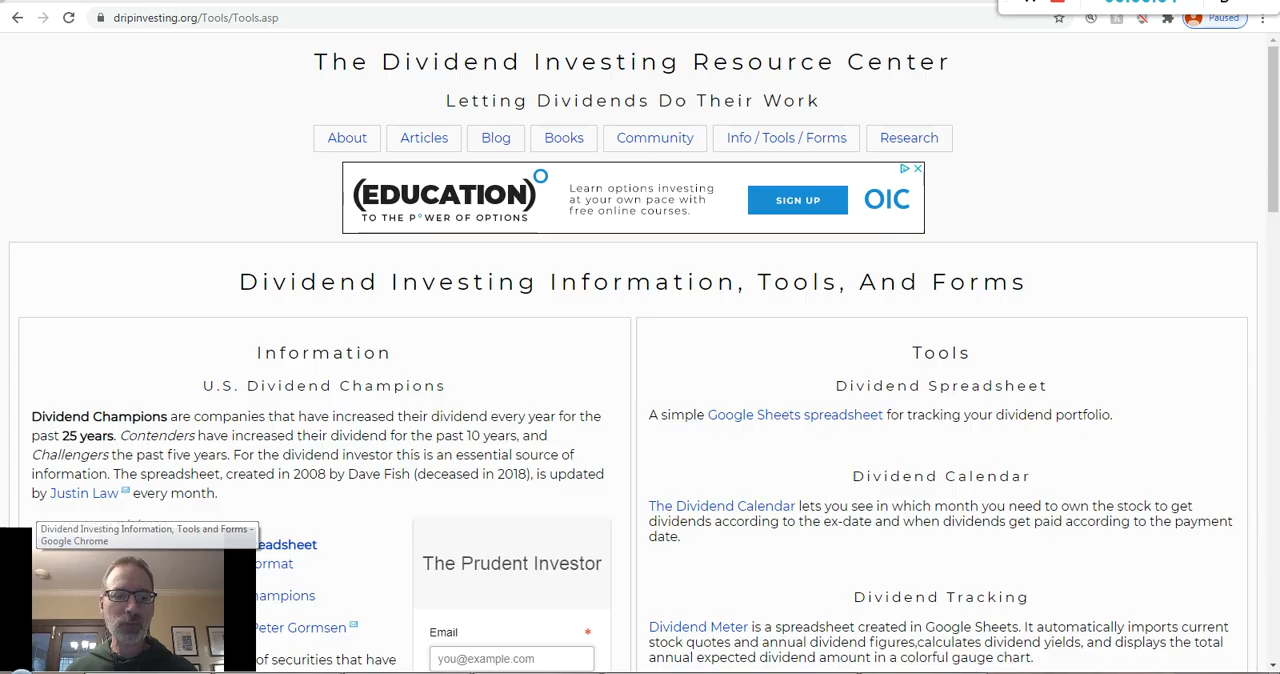 dripinvesting.org/Tools/Tools.asp
Paused
The Dividend Investing Resource Center
Letting Dividends Do Their Work
About
Articles
Blog
Books
Community
Info / Tools / Forms
Research
(EDUCATION)
TO THE POWER OF OPTIONS
Learn options investing
at your own pace with
free online courses.
SIGN UP
OIC
Dividend Investing Information, Tools, And Forms
Information
U.S. Dividend Champions
Dividend Champions are companies that have increased their dividend every year for the
past 25 years. Contenders have increased their dividend for the past 10 years, and
Challengers the past five years. For the dividend investor this is an essential source of
information. The spreadsheet, created in 2008 by Dave Fish (deceased in 2018), is updated
by Justin Law every month.
Dividend Investing Information, Tools and Forms -
Google Chrome
eadsheet
ormat
hampions
Peter Gormsen
of securities that have
The Prudent Investor
Email *
you@example.com
Tools
Dividend Spreadsheet
A simple Google Sheets spreadsheet for tracking your dividend portfolio.
Dividend Calendar
The Dividend Calendar lets you see in which month you need to own the stock to get
dividends according to the ex-date and when dividends get paid according to the payment
date.
Dividend Tracking
Dividend Meter is a spreadsheet created in Google Sheets. It automatically imports current
stock quotes and annual dividend figures,calculates dividend yields, and displays the total
annual expected dividend amount in a colorful gauge chart.